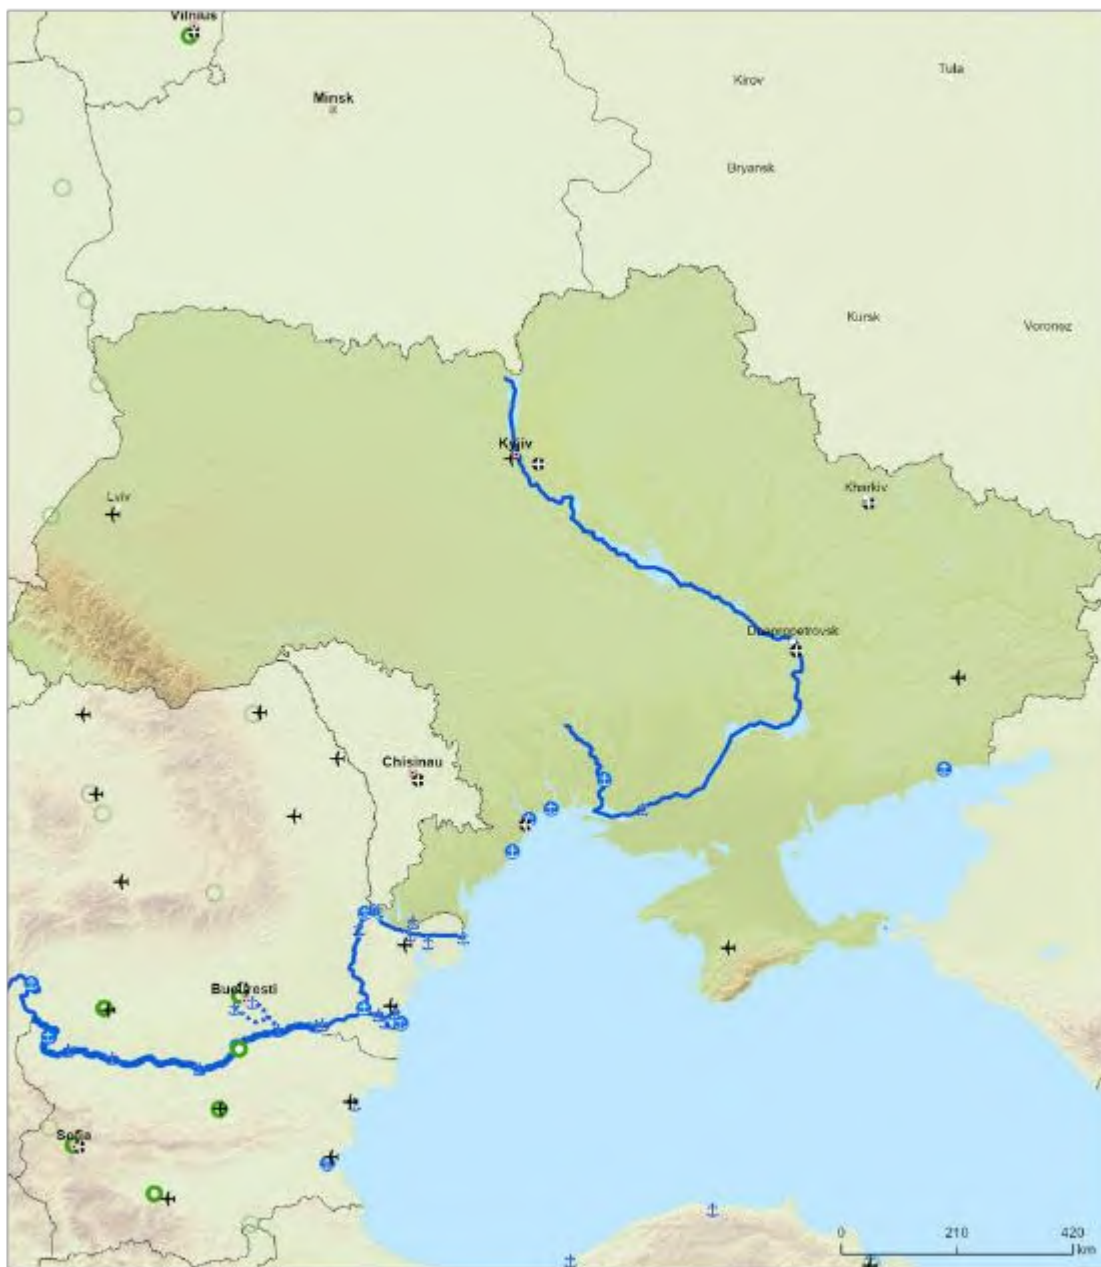 Vilnius
Tula
Kirov
Minsk
Bryansk
Kursk
Voronez
Kyiv
Kharkiv
Lviv
Dnepropetrovsk
Chisinau
Bucuresti
Sofia
0 210 420
km